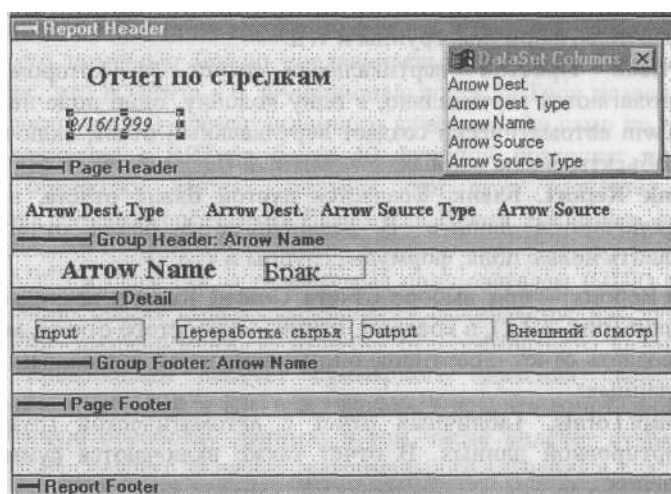 Report Header
DataSet Columns
Отчет по стрелкам
9/16/1999
Arrow Dest.
Arrow Dest. Type
Arrow Name
Arrow Source
Arrow Source Type
Page Header
Arrow Dest. Type Arrow Dest. Arrow Source Type Arrow Source
Group Header: Arrow Name
Arrow Name Брак
Detail
Input Переработка сырья Output Внешний осмотр
Group Footer: Arrow Name
Page Footer
Report Footer